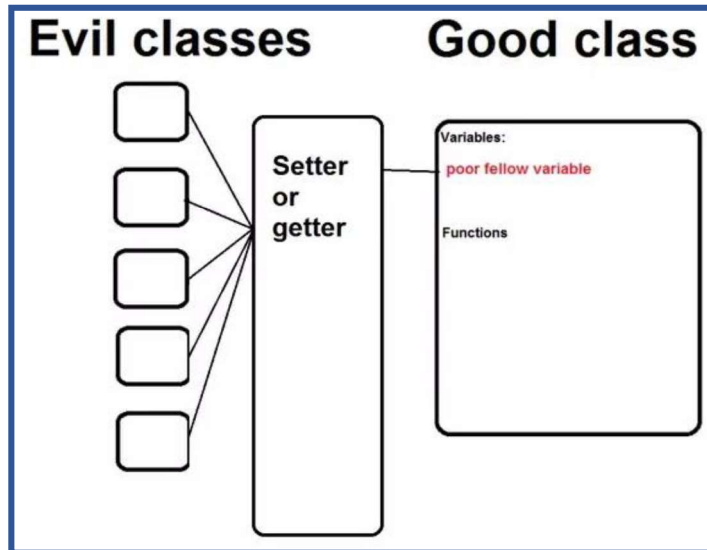 Evil classes
Good class
Setter
or
getter
Variables:
poor fellow variable
Functions